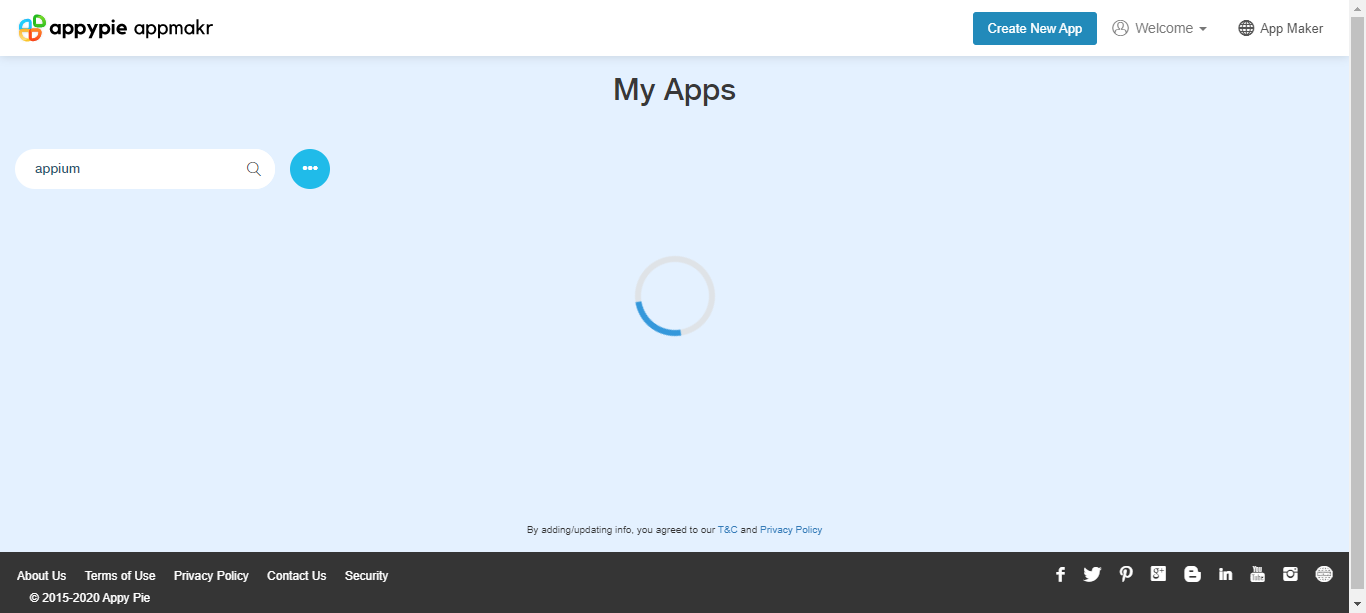 appypie appmakr
Create New App
Welcome
App Maker
My Apps
appium
By adding/updating info, you agreed to our T&C and Privacy Policy
About Us Terms of Use Privacy Policy Contact Us Security
© 2015-2020 Appy Pie